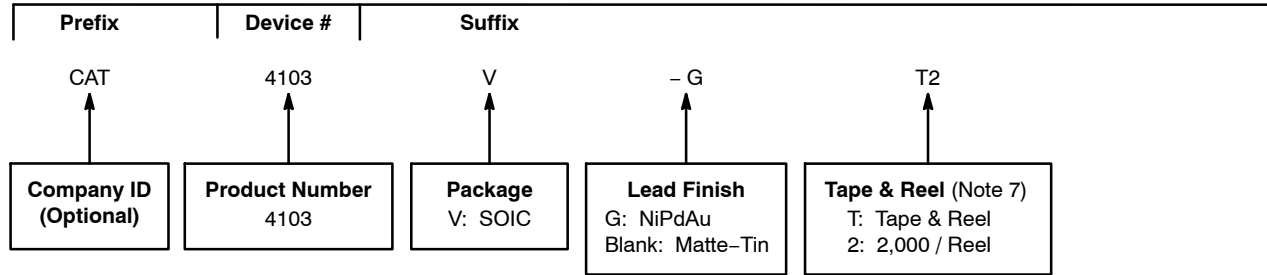 Prefix Device # Suffix
CAT 4103 V – G T2
Company ID
(Optional)
Product Number
4103
Package
V: SOIC
Lead Finish
G: NiPdAu
Blank: Matte−Tin
Tape & Reel (Note 7)
T: Tape & Reel
2: 2,000 / Reel